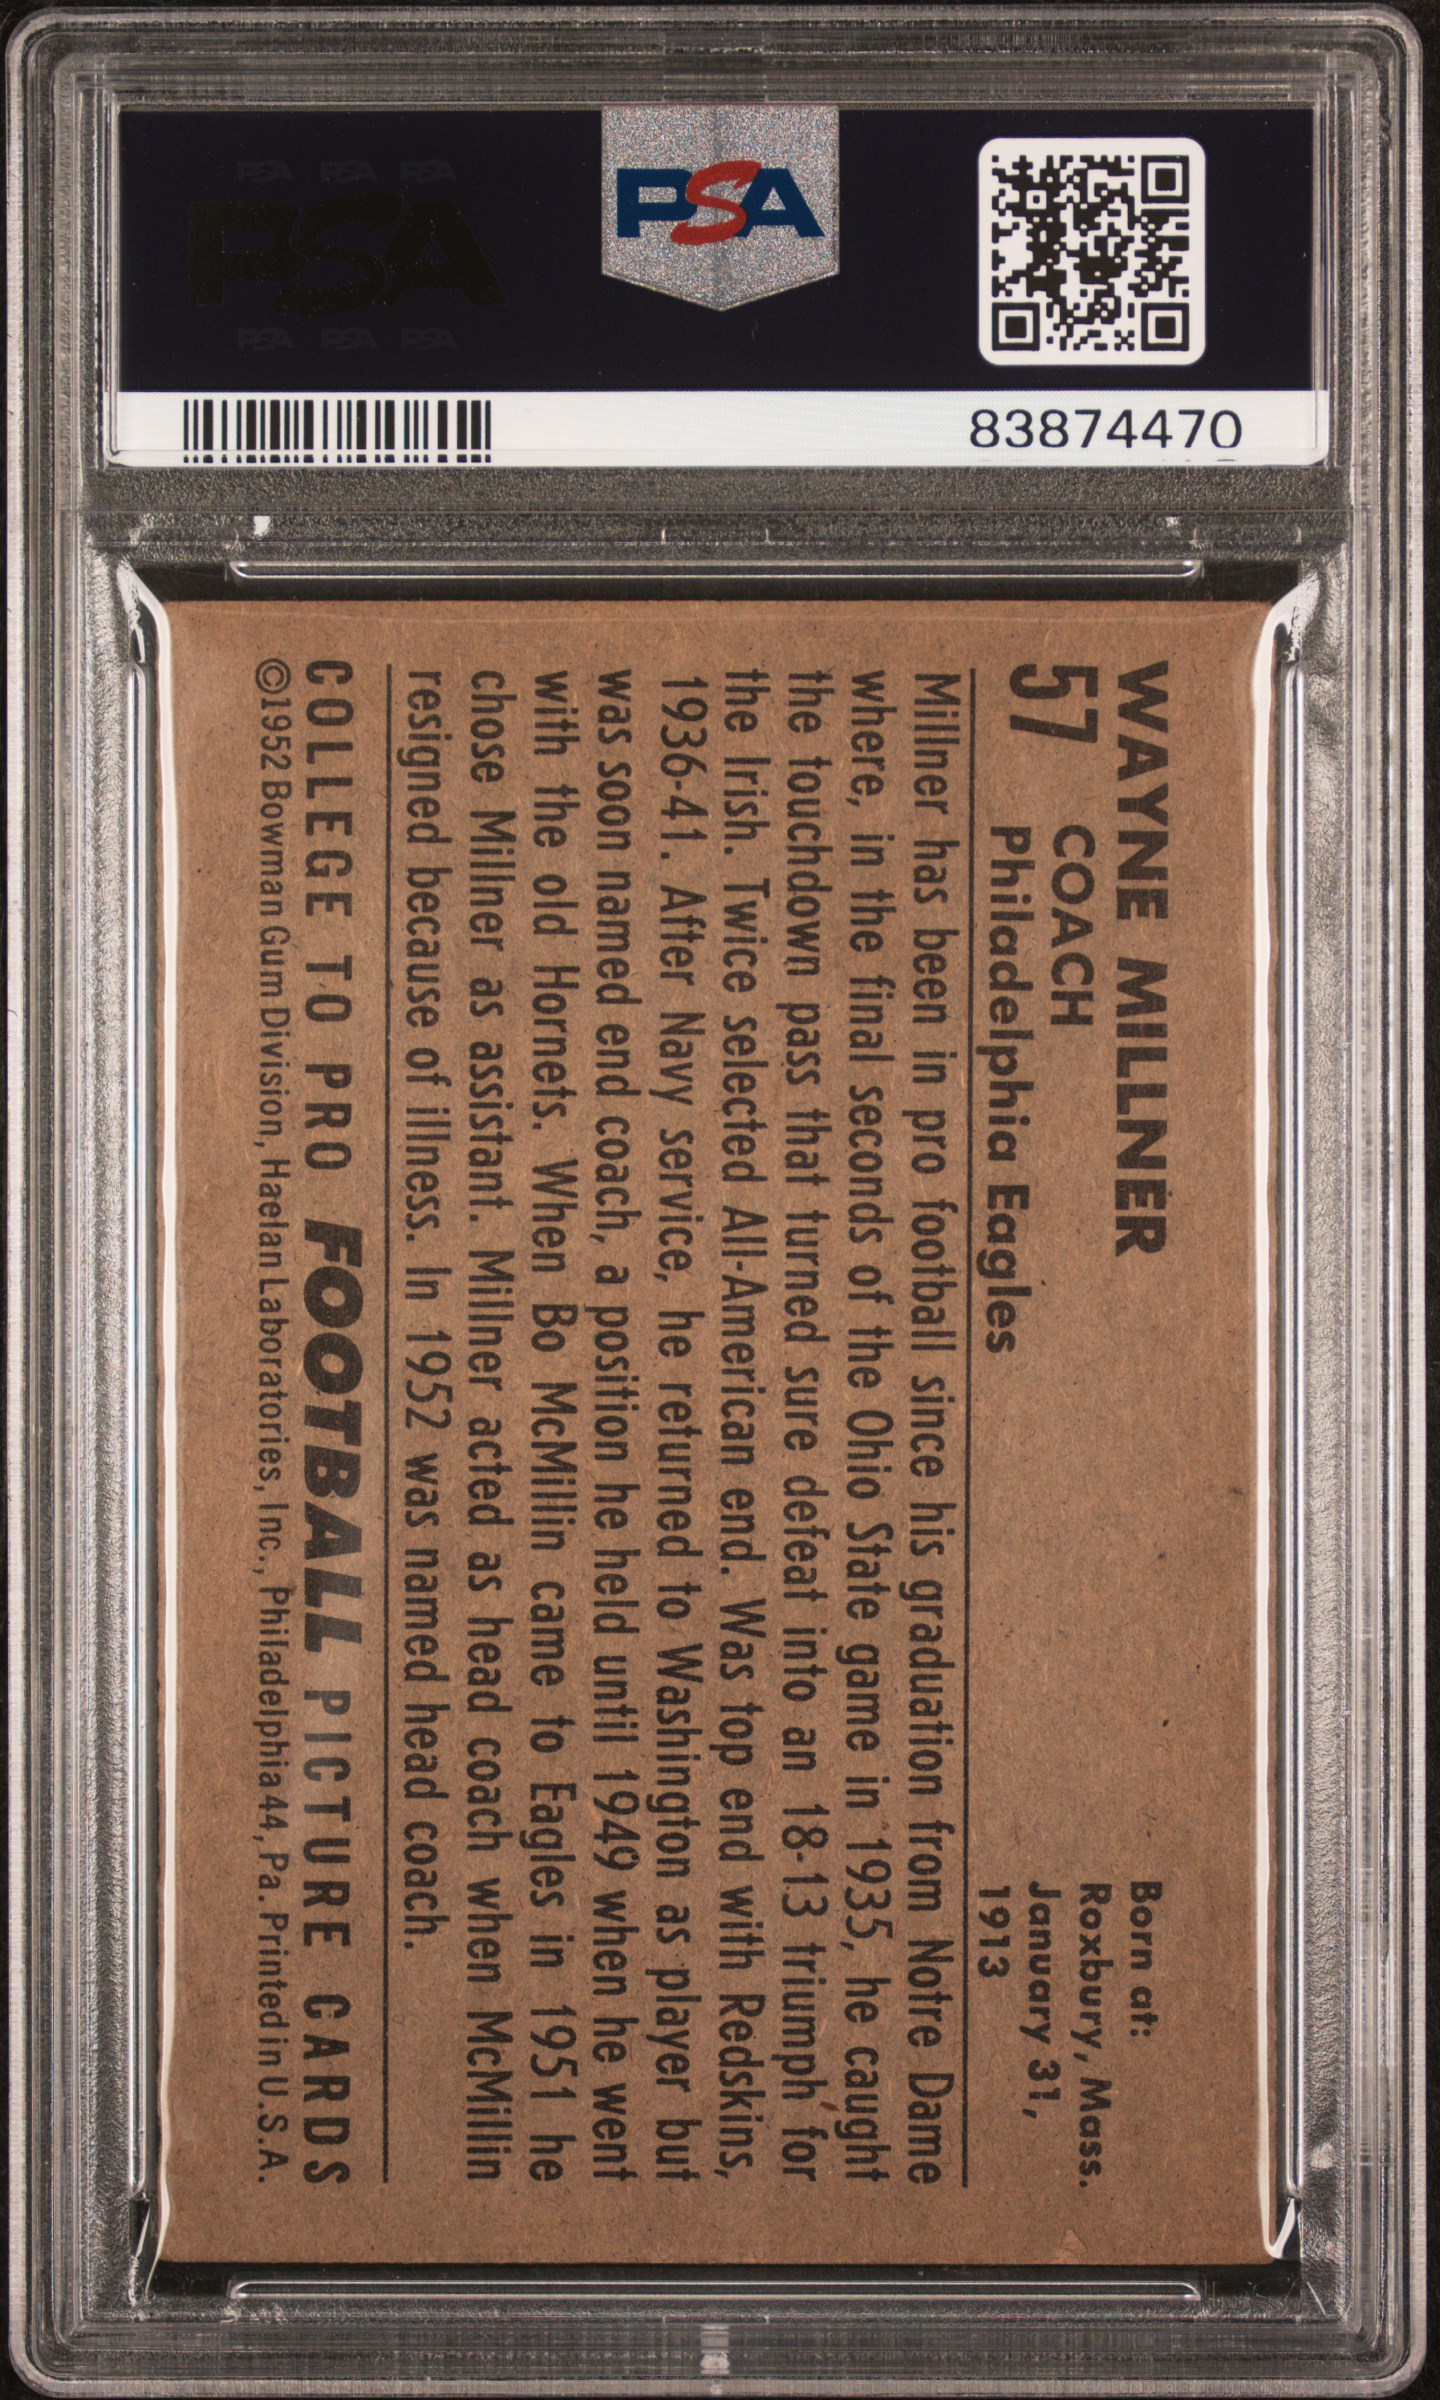 PSA PSA PSA
PSA
PSA PSA PSA
PSA
83874470
WAYNE MILLNER
57 COACH
Philadelphia Eagles
Born at:
Roxbury, Mass.
January 31,
1913
Millner has been in pro football since his graduation from Notre Dame
where, in the final seconds of the Ohio State game in 1935, he caught
the touchdown pass that turned sure defeat into an 18-13 triumph for
the Irish. Twice selected All-American end. Was top end with Redskins,
1936-41. After Navy service, he returned to Washington as player but
was soon named end coach, a position he held until 1949 when he went
with the old Hornets. When Bo McMillin came to Eagles in 1951 he
chose Millner as assistant. Millner acted as head coach when McMillin
resigned because of illness. In 1952 was named head coach.
COLLEGE TO PRO FOOTBALL PICTURE CARDS
©1952 Bowman Gum Division, Haelan Laboratories, Inc., Philadelphia 44, Pa. Printed in U.S.A.